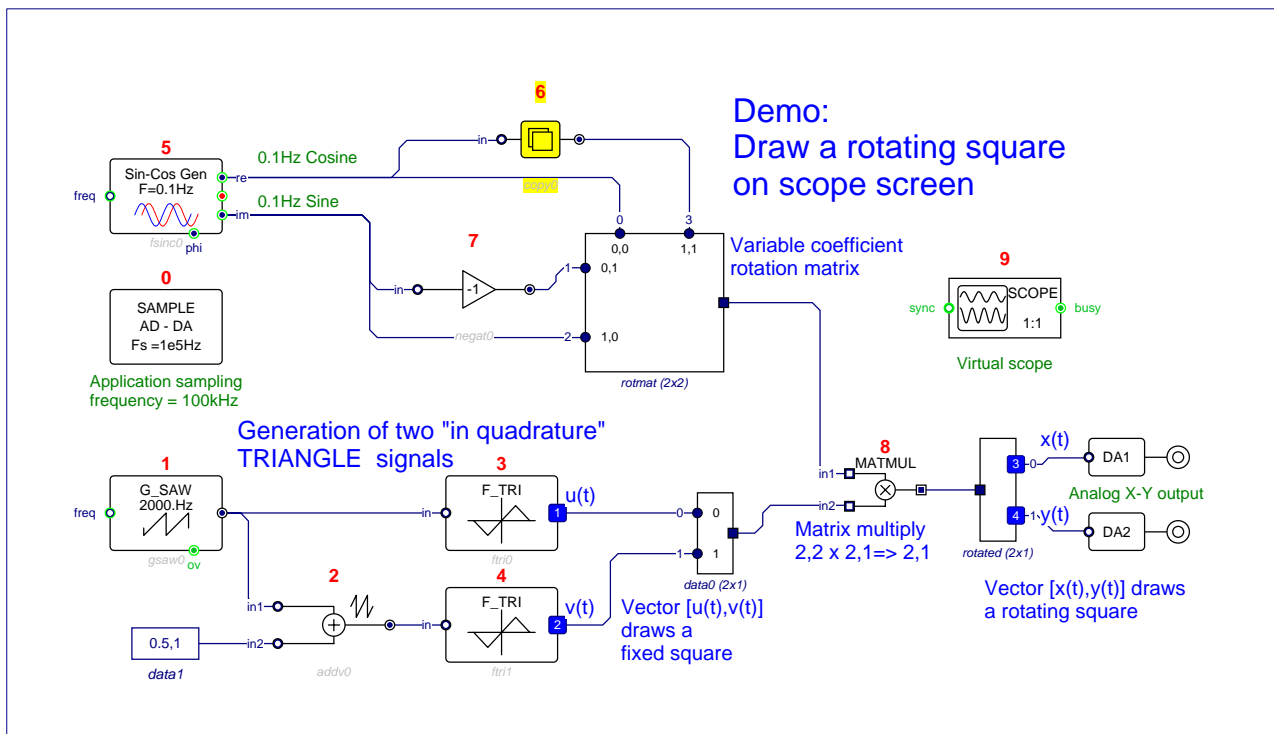 6
Demo:
Draw a rotating square
on scope screen
5
Sin-Cos Gen
F=0.1Hz
freq
re
im
phi
fsinc0
0.1Hz Cosine
0.1Hz Sine
in
copy0
7
in
-1
negat0
0
3
0,0
1,1
1
0,1
2
1,0
rotmat (2x2)
Variable coefficient
rotation matrix
9
SCOPE
1:1
sync
busy
Virtual scope
0
SAMPLE
AD - DA
Fs =1e5Hz
Application sampling
frequency = 100kHz
Generation of two "in quadrature"
TRIANGLE signals
1
G_SAW
2000.Hz
freq
gsaw0
ov
3
F_TRI
in
1
u(t)
ftri0
2
in1
in2
addv0
0.5,1
data1
4
F_TRI
in
2
v(t)
ftri1
0
0
1
1
data0 (2x1)
Vector [u(t),v(t)]
draws a
fixed square
8
MATMUL
in1
in2
Matrix multiply
2,2 x 2,1=> 2,1
3
0
x(t)
4
1
y(t)
rotated (2x1)
DA1
Analog X-Y output
DA2
Vector [x(t),y(t)] draws
a rotating square